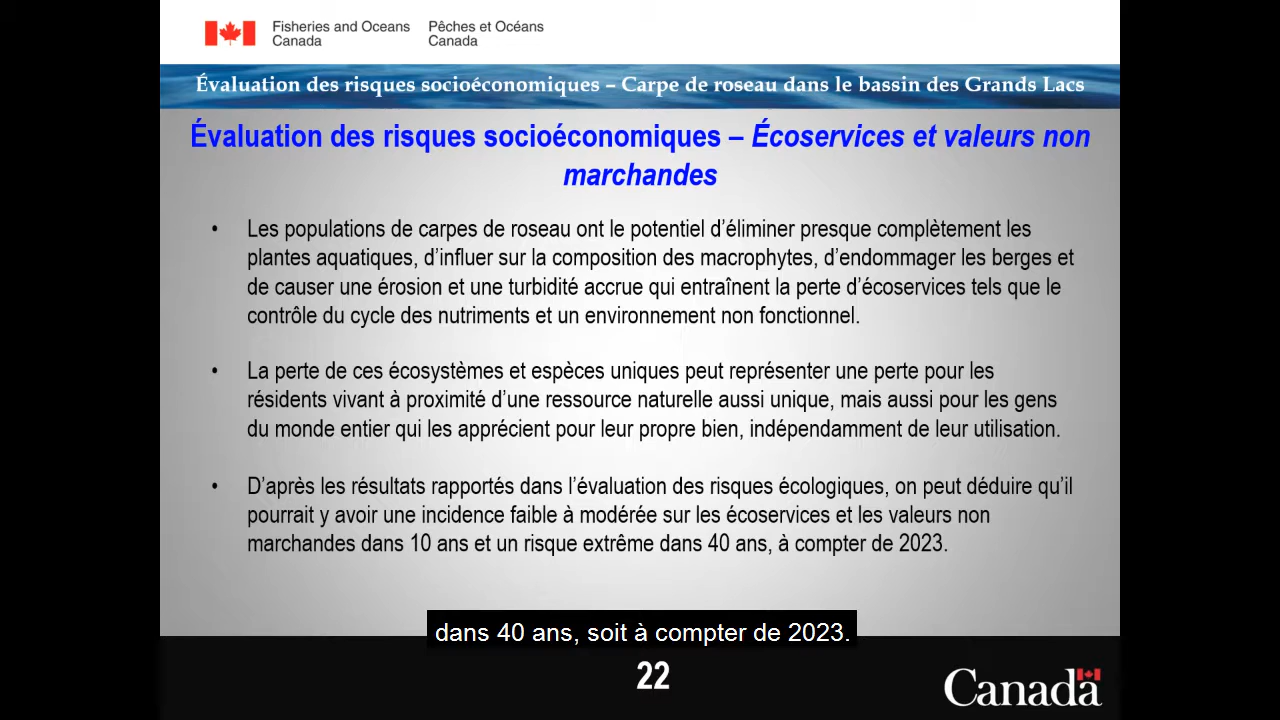 Fisheries and Oceans
Canada
Pêches et Océans
Canada
Évaluation des risques socioéconomiques – Carpe de roseau dans le bassin des Grands Lacs
Évaluation des risques socioéconomiques – Écoservices et valeurs non
marchandes
• Les populations de carpes de roseau ont le potentiel d’éliminer presque complètement les
plantes aquatiques, d’influer sur la composition des macrophytes, d’endommager les berges et
de causer une érosion et une turbidité accrue qui entraînent la perte d’écoservices tels que le
contrôle du cycle des nutriments et un environnement non fonctionnel.
• La perte de ces écosystèmes et espèces uniques peut représenter une perte pour les
résidents vivant à proximité d’une ressource naturelle aussi unique, mais aussi pour les gens
du monde entier qui les apprécient pour leur propre bien, indépendamment de leur utilisation.
• D’après les résultats rapportés dans l’évaluation des risques écologiques, on peut déduire qu’il
pourrait y avoir une incidence faible à modérée sur les écoservices et les valeurs non
marchandes dans 10 ans et un risque extrême dans 40 ans, à compter de 2023.
dans 40 ans, soit à compter de 2023.
22
Canada